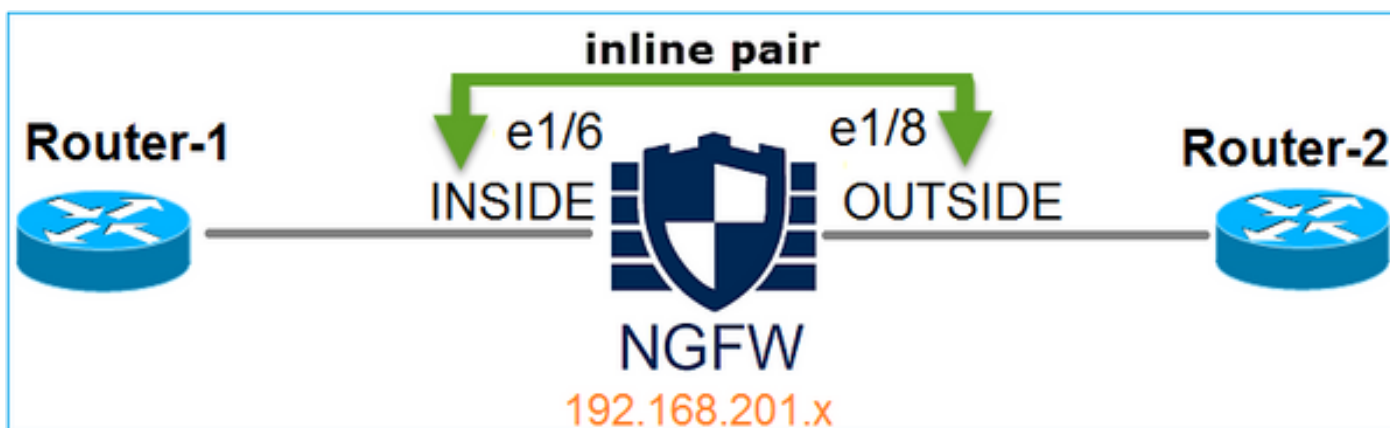 inline pair
Router-1
e1/6
e1/8
Router-2
INSIDE
OUTSIDE
NGFW
192.168.201.x